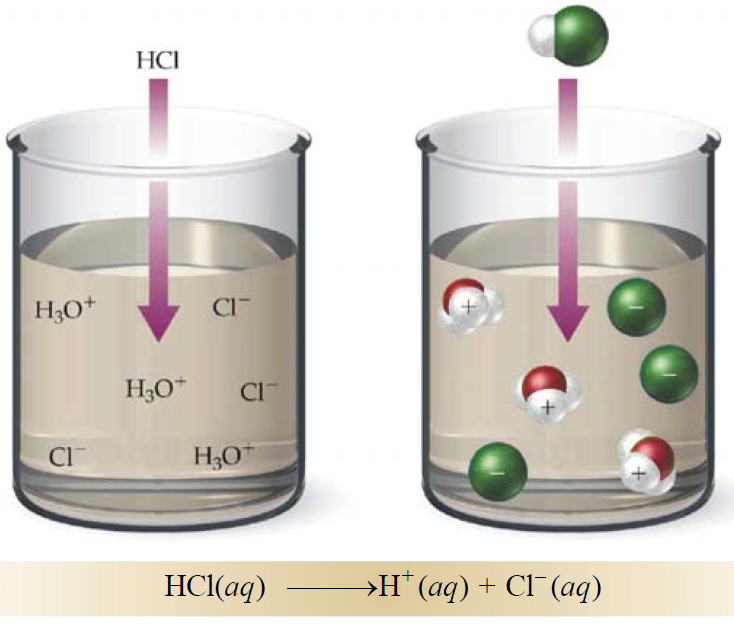 HCl
H₃O⁺ Cl⁻
H₃O⁺ Cl⁻
Cl⁻ H₃O⁺
+ −
−
+
− +
HCl(aq) ⟶ H⁺(aq) + Cl⁻(aq)